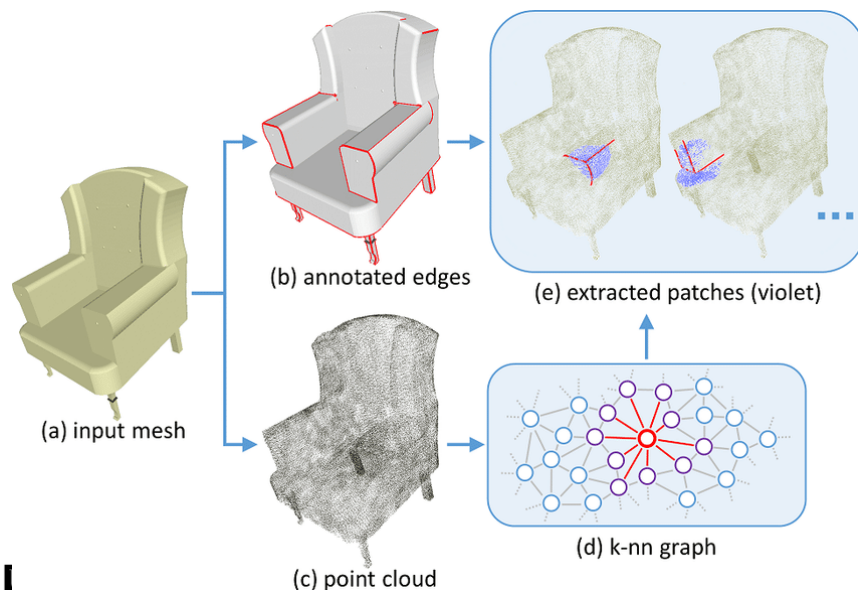 (b) annotated edges
(e) extracted patches (violet)
(a) input mesh
(d) k-nn graph
(c) point cloud